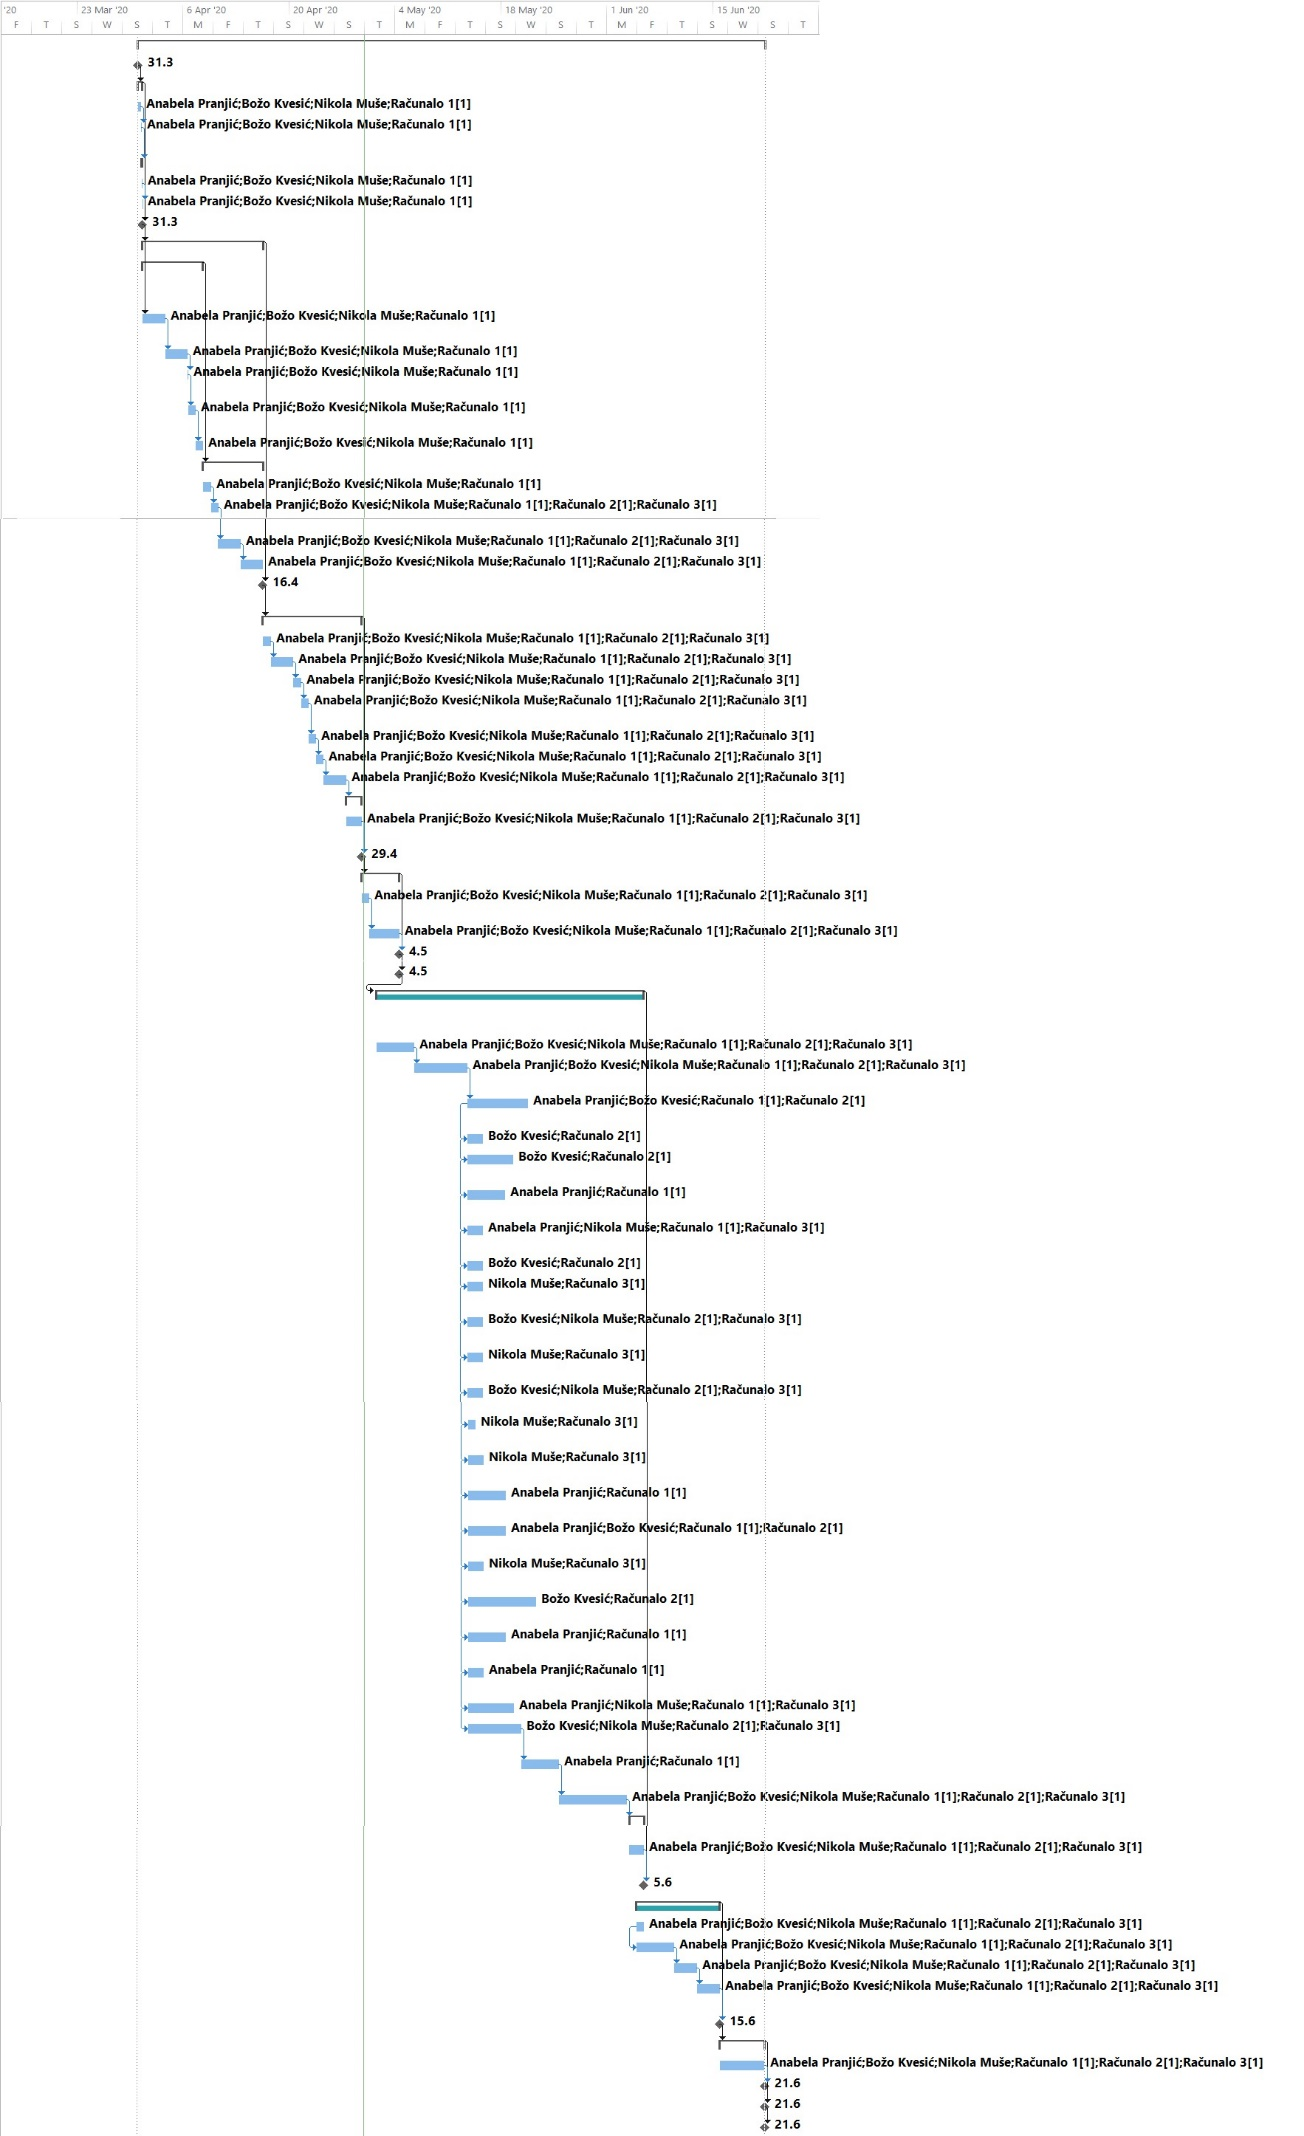 '20 23 Mar '20 6 Apr '20 20 Apr '20 4 May '20 18 May '20 1 Jun '20 15 Jun '20
F T S W S T M F T S W S T M F T S W S T M F T S W S T
31.3
Anabela Pranjić;Božo Kvesić;Nikola Muše;Računalo 1[1]
Anabela Pranjić;Božo Kvesić;Nikola Muše;Računalo 1[1]
Anabela Pranjić;Božo Kvesić;Nikola Muše;Računalo 1[1]
Anabela Pranjić;Božo Kvesić;Nikola Muše;Računalo 1[1]
31.3
Anabela Pranjić;Božo Kvesić;Nikola Muše;Računalo 1[1]
Anabela Pranjić;Božo Kvesić;Nikola Muše;Računalo 1[1]
Anabela Pranjić;Božo Kvesić;Nikola Muše;Računalo 1[1]
Anabela Pranjić;Božo Kvesić;Nikola Muše;Računalo 1[1]
Anabela Pranjić;Božo Kvesić;Nikola Muše;Računalo 1[1]
Anabela Pranjić;Božo Kvesić;Nikola Muše;Računalo 1[1]
Anabela Pranjić;Božo Kvesić;Nikola Muše;Računalo 1[1];Računalo 2[1];Računalo 3[1]
Anabela Pranjić;Božo Kvesić;Nikola Muše;Računalo 1[1];Računalo 2[1];Računalo 3[1]
Anabela Pranjić;Božo Kvesić;Nikola Muše;Računalo 1[1];Računalo 2[1];Računalo 3[1]
16.4
Anabela Pranjić;Božo Kvesić;Nikola Muše;Računalo 1[1];Računalo 2[1];Računalo 3[1]
Anabela Pranjić;Božo Kvesić;Nikola Muše;Računalo 1[1];Računalo 2[1];Računalo 3[1]
Anabela Pranjić;Božo Kvesić;Nikola Muše;Računalo 1[1];Računalo 2[1];Računalo 3[1]
Anabela Pranjić;Božo Kvesić;Nikola Muše;Računalo 1[1];Računalo 2[1];Računalo 3[1]
Anabela Pranjić;Božo Kvesić;Nikola Muše;Računalo 1[1];Računalo 2[1];Računalo 3[1]
Anabela Pranjić;Božo Kvesić;Nikola Muše;Računalo 1[1];Računalo 2[1];Računalo 3[1]
Anabela Pranjić;Božo Kvesić;Nikola Muše;Računalo 1[1];Računalo 2[1];Računalo 3[1]
Anabela Pranjić;Božo Kvesić;Nikola Muše;Računalo 1[1];Računalo 2[1];Računalo 3[1]
29.4
Anabela Pranjić;Božo Kvesić;Nikola Muše;Računalo 1[1];Računalo 2[1];Računalo 3[1]
Anabela Pranjić;Božo Kvesić;Nikola Muše;Računalo 1[1];Računalo 2[1];Računalo 3[1]
4.5
4.5
Anabela Pranjić;Božo Kvesić;Nikola Muše;Računalo 1[1];Računalo 2[1];Računalo 3[1]
Anabela Pranjić;Božo Kvesić;Nikola Muše;Računalo 1[1];Računalo 2[1];Računalo 3[1]
Anabela Pranjić;Božo Kvesić;Računalo 1[1];Računalo 2[1]
Božo Kvesić;Računalo 2[1]
Božo Kvesić;Računalo 2[1]
Anabela Pranjić;Računalo 1[1]
Anabela Pranjić;Nikola Muše;Računalo 1[1];Računalo 3[1]
Božo Kvesić;Računalo 2[1]
Nikola Muše;Računalo 3[1]
Božo Kvesić;Nikola Muše;Računalo 2[1];Računalo 3[1]
Nikola Muše;Računalo 3[1]
Božo Kvesić;Nikola Muše;Računalo 2[1];Računalo 3[1]
Nikola Muše;Računalo 3[1]
Nikola Muše;Računalo 3[1]
Anabela Pranjić;Računalo 1[1]
Anabela Pranjić;Božo Kvesić;Računalo 1[1];Računalo 2[1]
Nikola Muše;Računalo 3[1]
Božo Kvesić;Računalo 2[1]
Anabela Pranjić;Računalo 1[1]
Anabela Pranjić;Računalo 1[1]
Anabela Pranjić;Nikola Muše;Računalo 1[1];Računalo 3[1]
Božo Kvesić;Nikola Muše;Računalo 2[1];Računalo 3[1]
Anabela Pranjić;Računalo 1[1]
Anabela Pranjić;Božo Kvesić;Nikola Muše;Računalo 1[1];Računalo 2[1];Računalo 3[1]
Anabela Pranjić;Božo Kvesić;Nikola Muše;Računalo 1[1];Računalo 2[1];Računalo 3[1]
5.6
Anabela Pranjić;Božo Kvesić;Nikola Muše;Računalo 1[1];Računalo 2[1];Računalo 3[1]
Anabela Pranjić;Božo Kvesić;Nikola Muše;Računalo 1[1];Računalo 2[1];Računalo 3[1]
Anabela Pranjić;Božo Kvesić;Nikola Muše;Računalo 1[1];Računalo 2[1];Računalo 3[1]
Anabela Pranjić;Božo Kvesić;Nikola Muše;Računalo 1[1];Računalo 2[1];Računalo 3[1]
15.6
Anabela Pranjić;Božo Kvesić;Nikola Muše;Računalo 1[1];Računalo 2[1];Računalo 3[1]
21.6
21.6
21.6